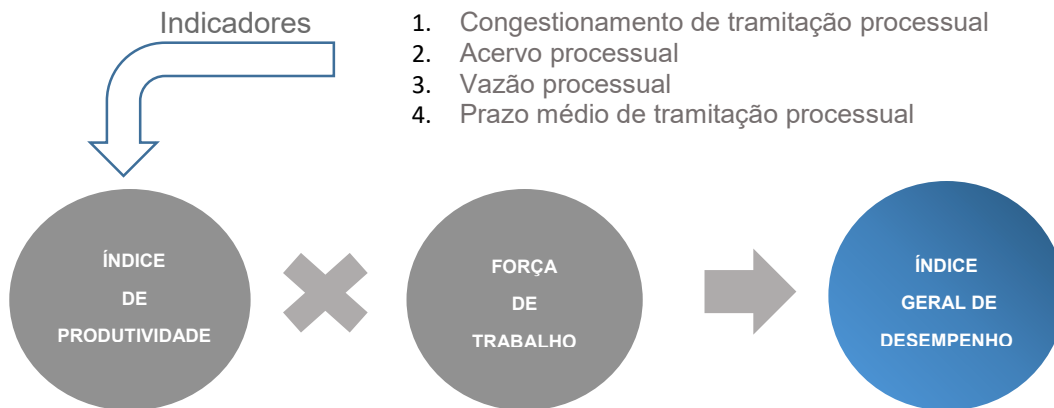 Indicadores
1. Congestionamento de tramitação processual
2. Acervo processual
3. Vazão processual
4. Prazo médio de tramitação processual
ÍNDICE
DE
PRODUTIVIDADE
FORÇA
DE
TRABALHO
ÍNDICE
GERAL DE
DESEMPENHO